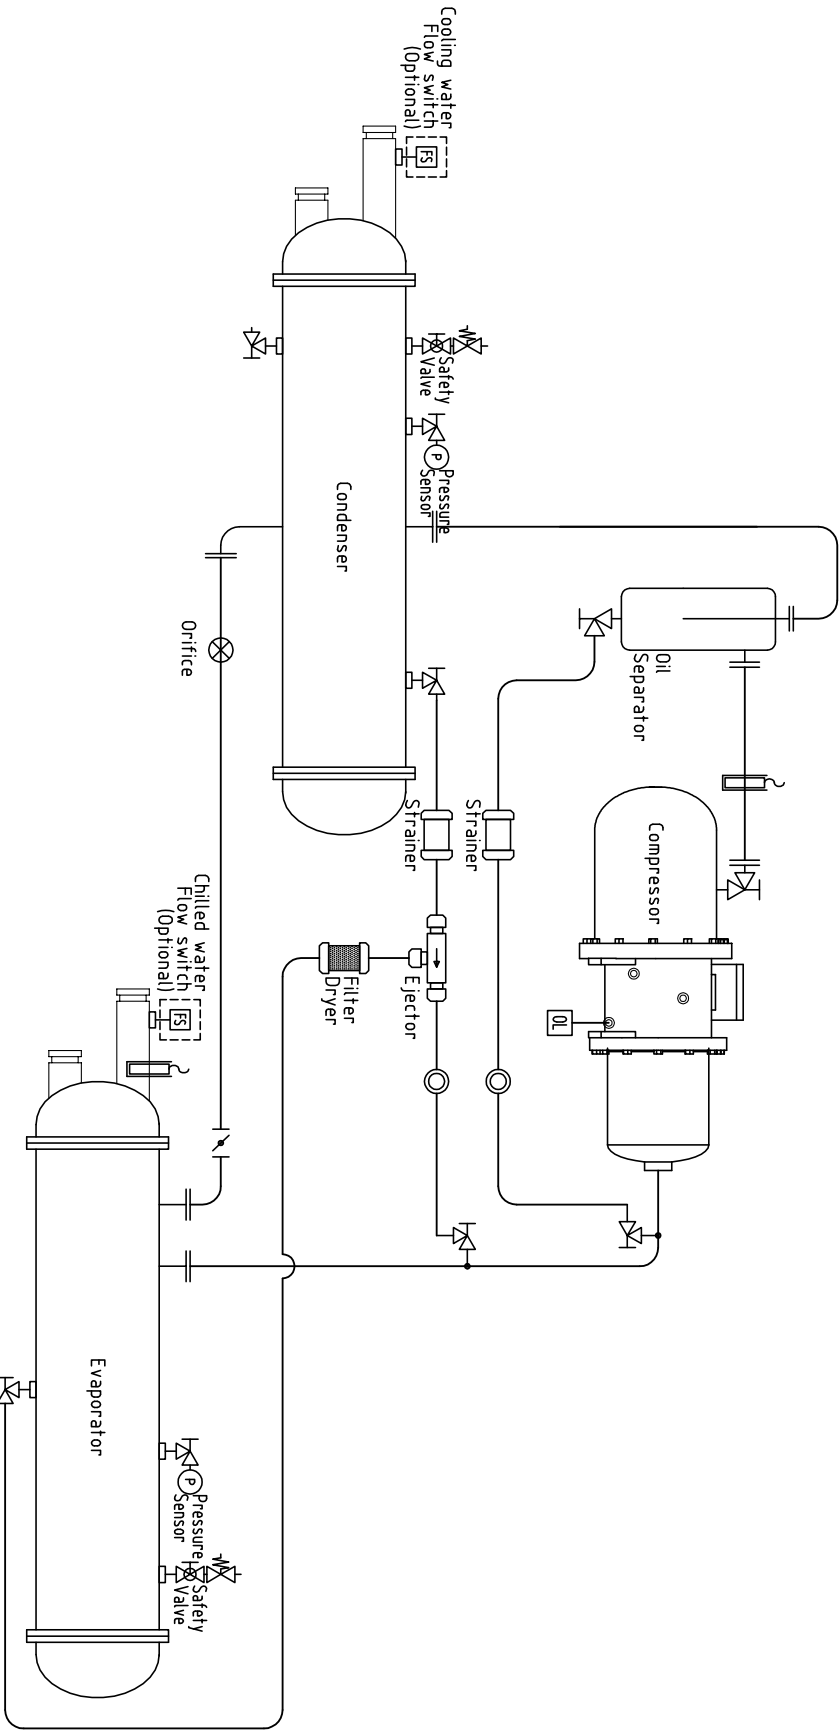 Cooling water
Flow switch
(Optional)
FS
Safety
Valve
P
Pressure
Sensor
Condenser
Orifice
Oil
Separator
Compressor
OL
Strainer
Strainer
Ejector
Filter
Dryer
Chilled water
Flow switch
(Optional)
FS
Evaporator
P
Pressure
Sensor
Safety
Valve